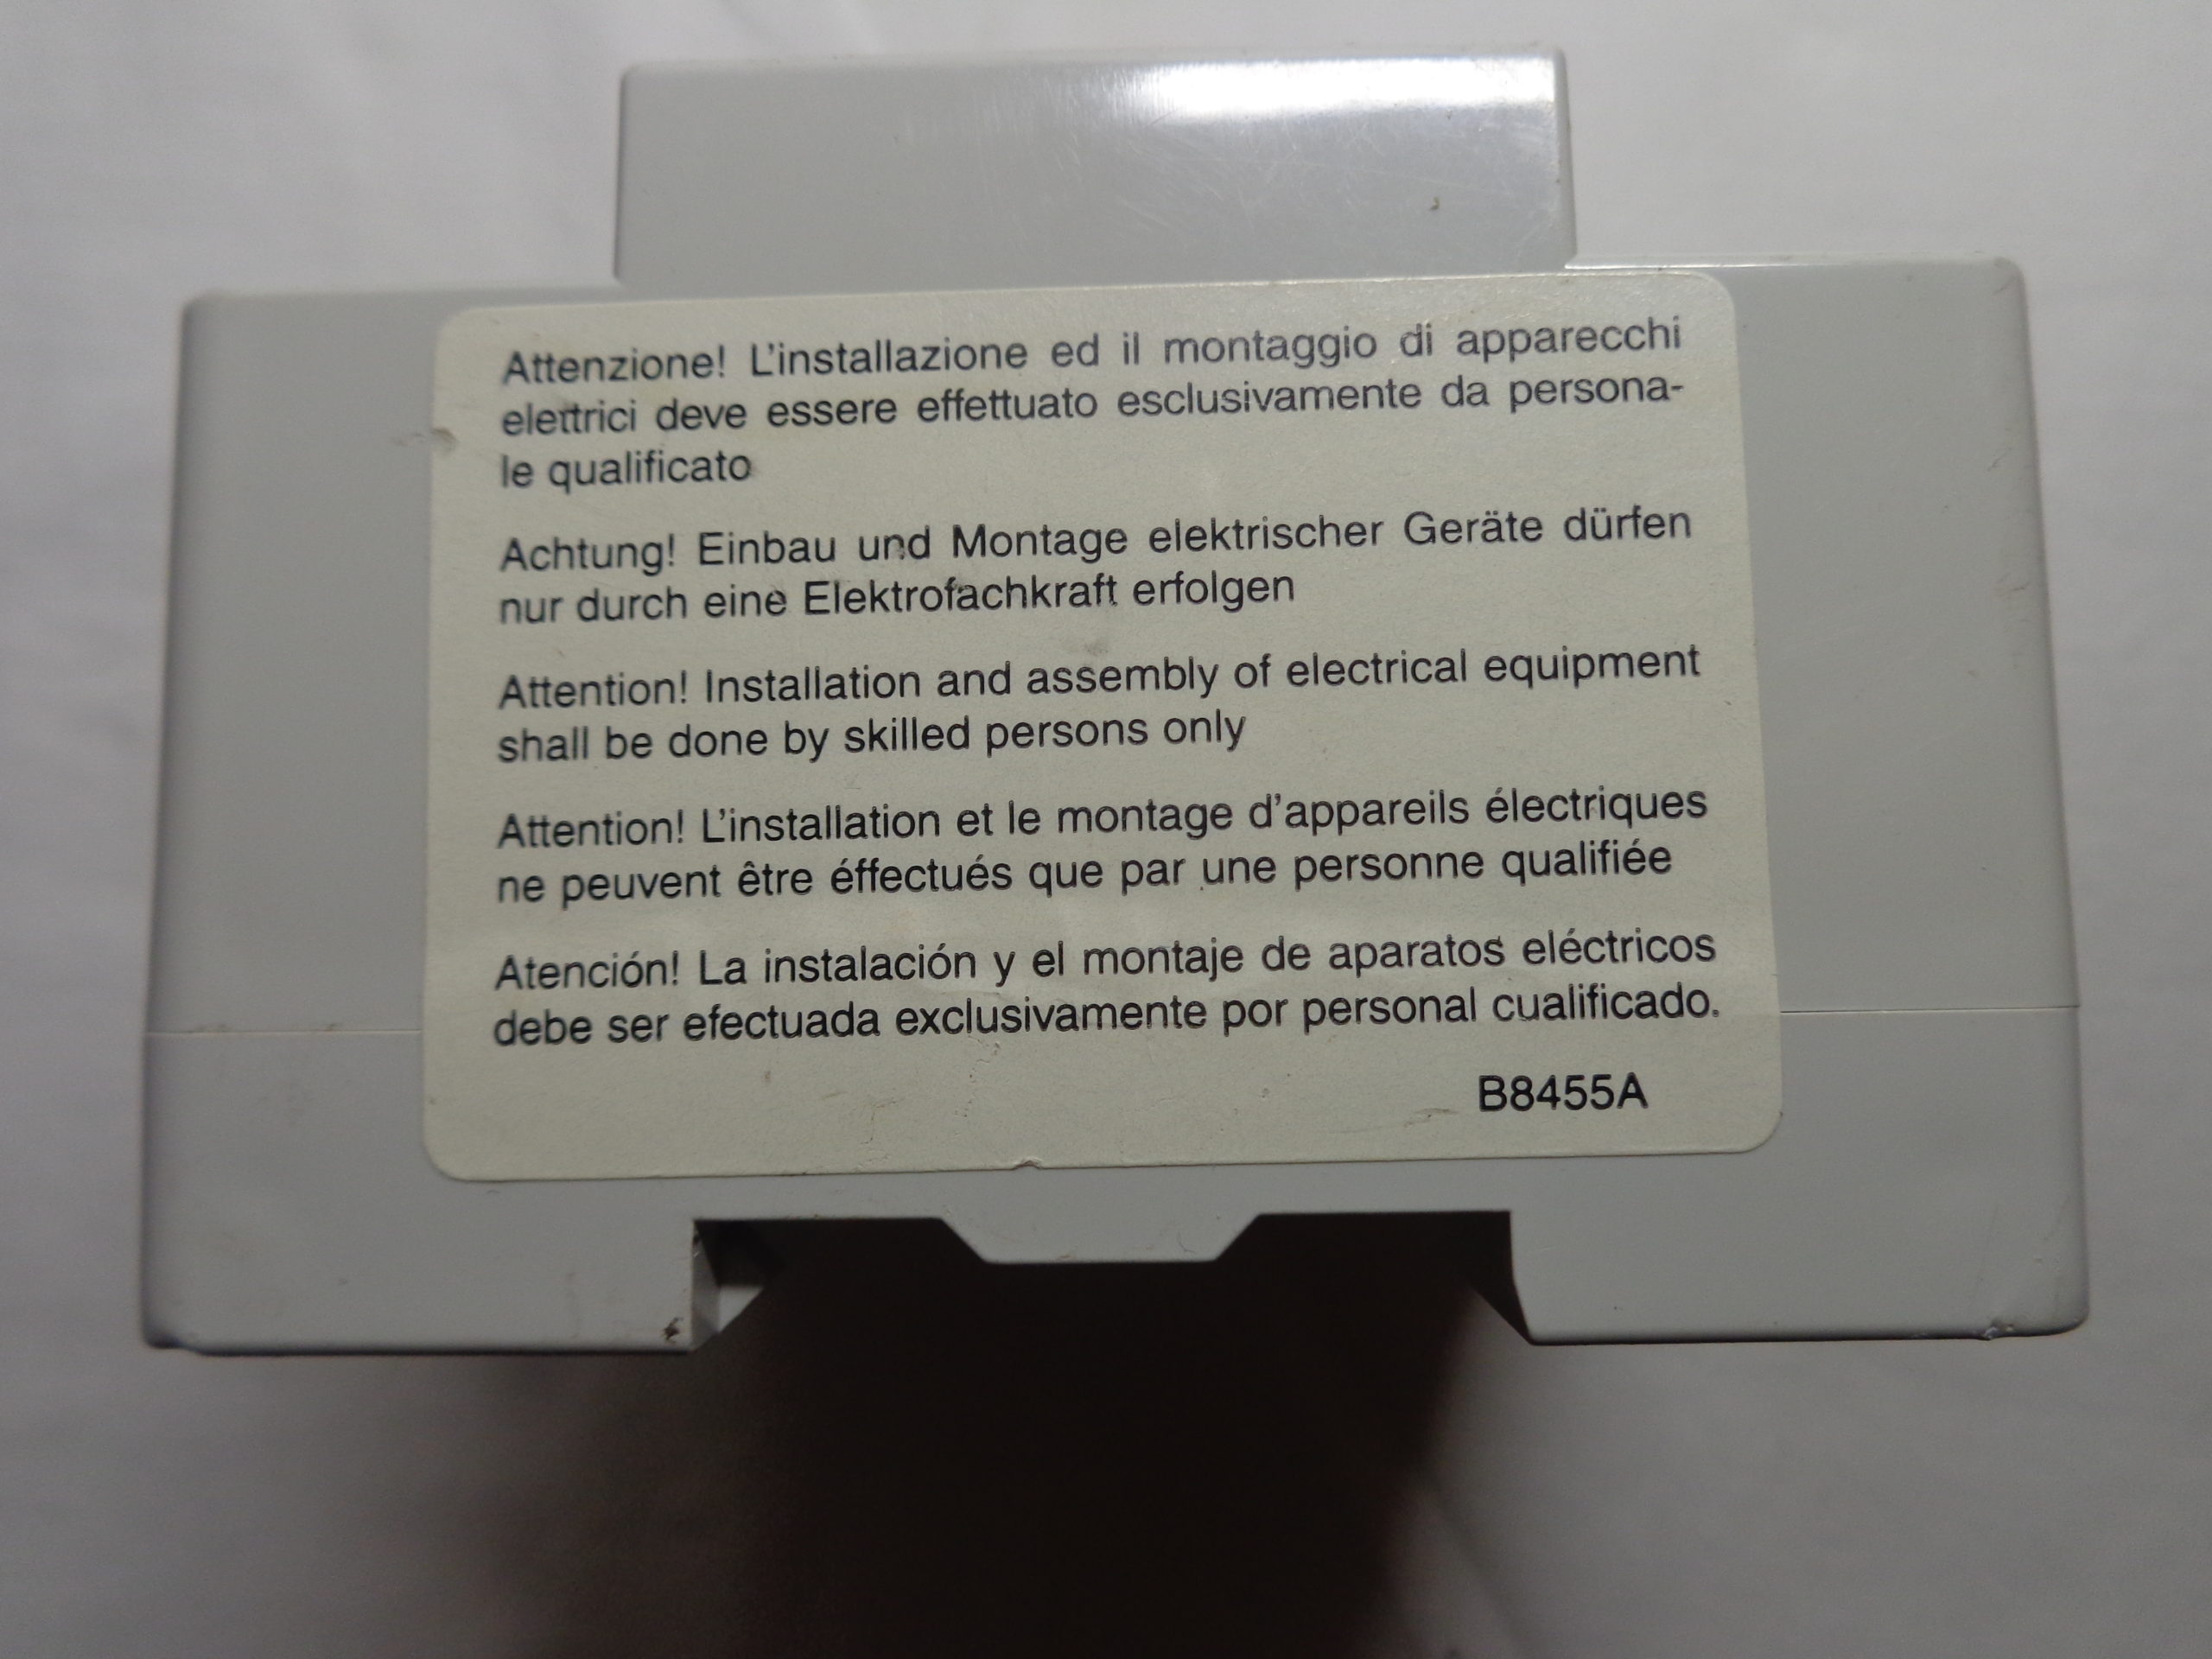 Attenzione! L'installazione ed il montaggio di apparecchi
elettrici deve essere effettuato esclusivamente da persona-
le qualificato
Achtung! Einbau und Montage elektrischer Geräte dürfen
nur durch eine Elektrofachkraft erfolgen
Attention! Installation and assembly of electrical equipment
shall be done by skilled persons only
Attention! L'installation et le montage d'appareils électriques
ne peuvent être éffectués que par une personne qualifiée
Atención! La instalación y el montaje de aparatos eléctricos
debe ser efectuada exclusivamente por personal cualificado.
B8455A